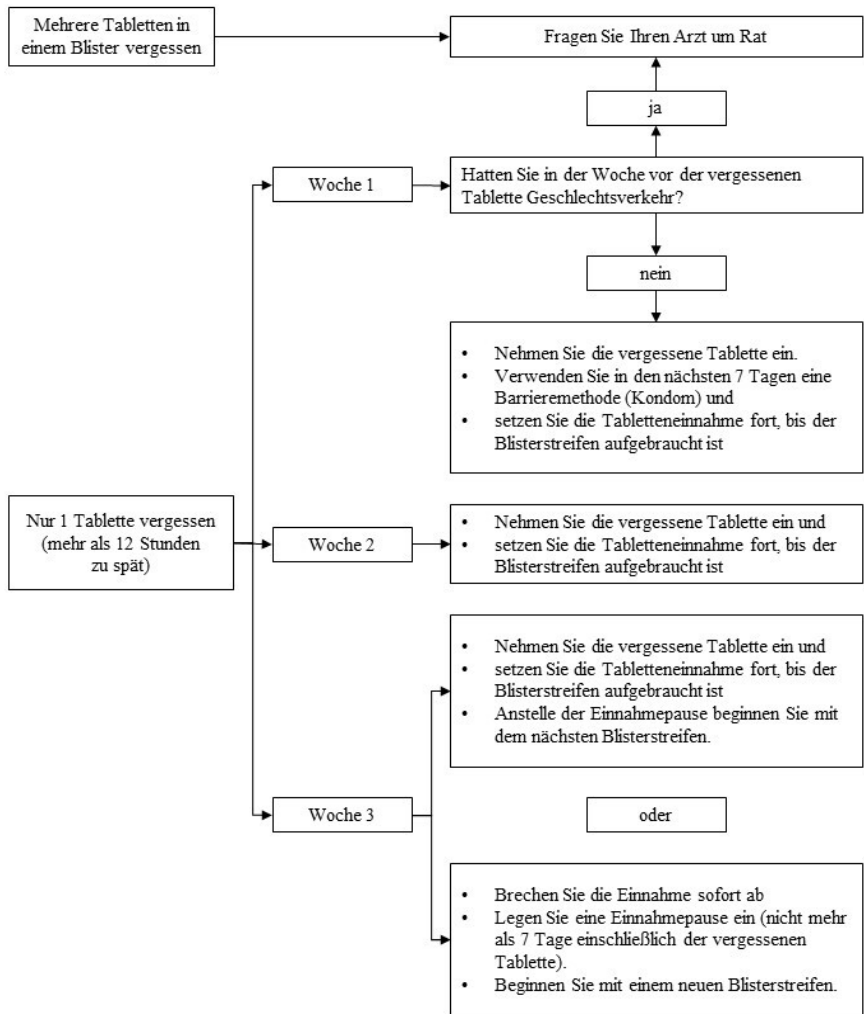 Mehrere Tabletten in
einem Blister vergessen
Fragen Sie Ihren Arzt um Rat
ja
Woche 1
Hatten Sie in der Woche vor der vergessenen
Tablette Geschlechtsverkehr?
nein
• Nehmen Sie die vergessene Tablette ein.
• Verwenden Sie in den nächsten 7 Tagen eine
Barrieremethode (Kondom) und
• setzen Sie die Tabletteneinnahme fort, bis der
Blisterstreifen aufgebraucht ist
Nur 1 Tablette vergessen
(mehr als 12 Stunden
zu spät)
Woche 2
• Nehmen Sie die vergessene Tablette ein und
• setzen Sie die Tabletteneinnahme fort, bis der
Blisterstreifen aufgebraucht ist
• Nehmen Sie die vergessene Tablette ein und
• setzen Sie die Tabletteneinnahme fort, bis der
Blisterstreifen aufgebraucht ist
• Anstelle der Einnahmepause beginnen Sie mit
dem nächsten Blisterstreifen.
Woche 3
oder
• Brechen Sie die Einnahme sofort ab
• Legen Sie eine Einnahmepause ein (nicht mehr
als 7 Tage einschließlich der vergessenen
Tablette).
• Beginnen Sie mit einem neuen Blisterstreifen.